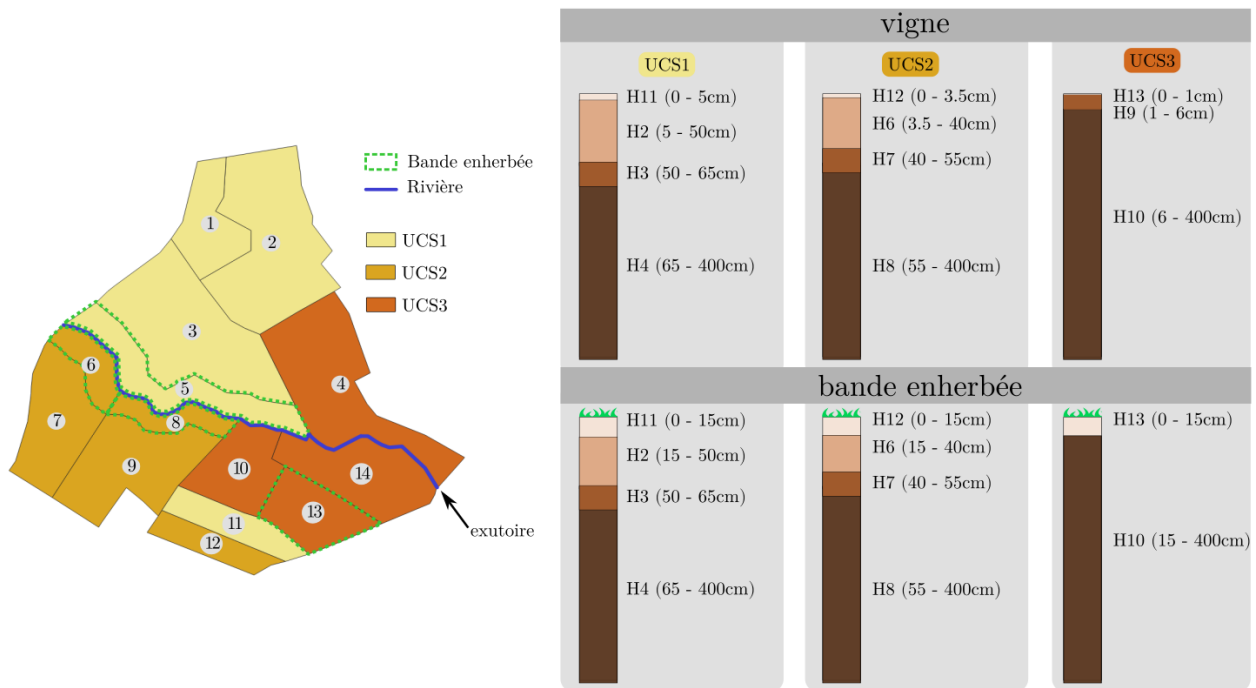 Bande enherbée
Rivière
UCS1
UCS2
UCS3
1
2
3
4
5
6
7
8
9
10
11
12
13
14
exutoire
vigne
UCS1
H11 (0 - 5cm)
H2 (5 - 50cm)
H3 (50 - 65cm)
H4 (65 - 400cm)
UCS2
H12 (0 - 3.5cm)
H6 (3.5 - 40cm)
H7 (40 - 55cm)
H8 (55 - 400cm)
UCS3
H13 (0 - 1cm)
H9 (1 - 6cm)
H10 (6 - 400cm)
bande enherbée
H11 (0 - 15cm)
H2 (15 - 50cm)
H3 (50 - 65cm)
H4 (65 - 400cm)
H12 (0 - 15cm)
H6 (15 - 40cm)
H7 (40 - 55cm)
H8 (55 - 400cm)
H13 (0 - 15cm)
H10 (15 - 400cm)